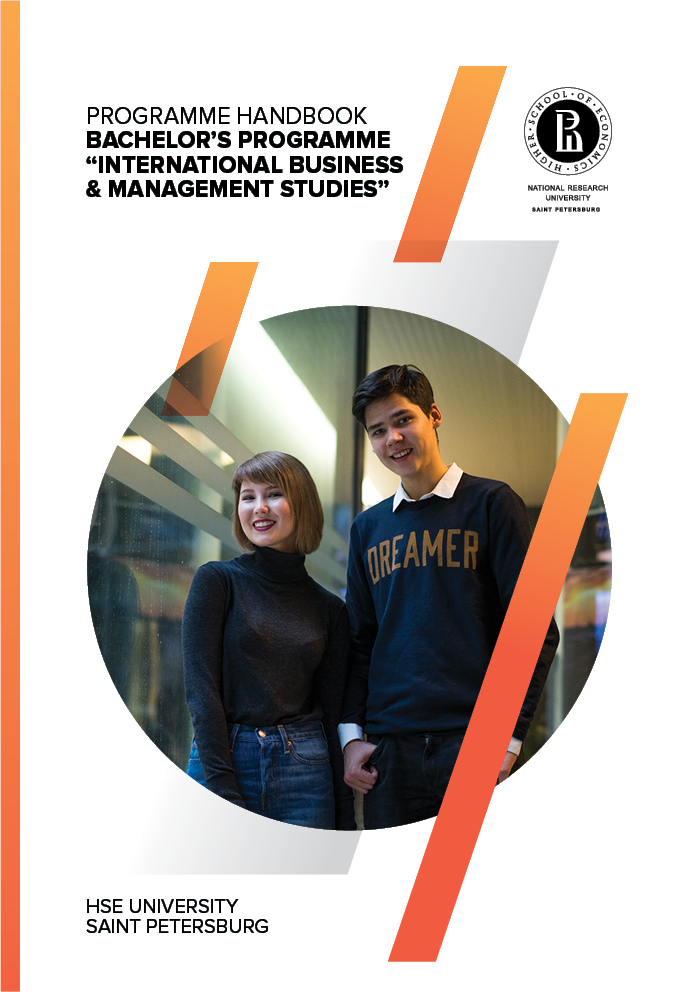 PROGRAMME HANDBOOK
BACHELOR’S PROGRAMME
“INTERNATIONAL BUSINESS
& MANAGEMENT STUDIES”
HIGHER · SCHOOL · OF · ECONOMICS ·
NATIONAL RESEARCH
UNIVERSITY
SAINT PETERSBURG
DREAMER
HSE UNIVERSITY
SAINT PETERSBURG